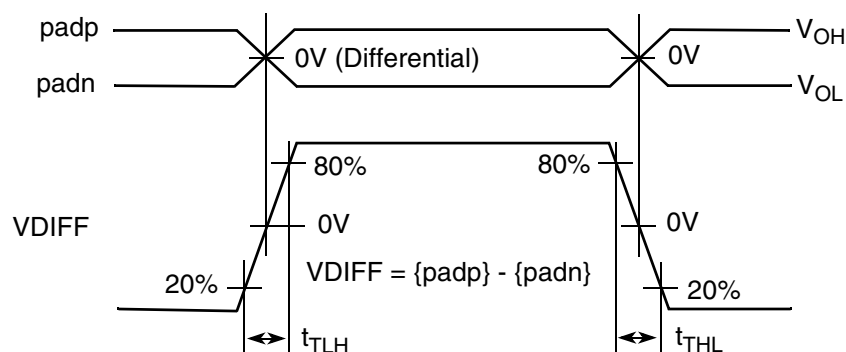 padp
V_OH
0V (Differential)
0V
padn
V_OL
80%
80%
VDIFF
0V
0V
20%
VDIFF = {padp} - {padn}
20%
t_TLH
t_THL